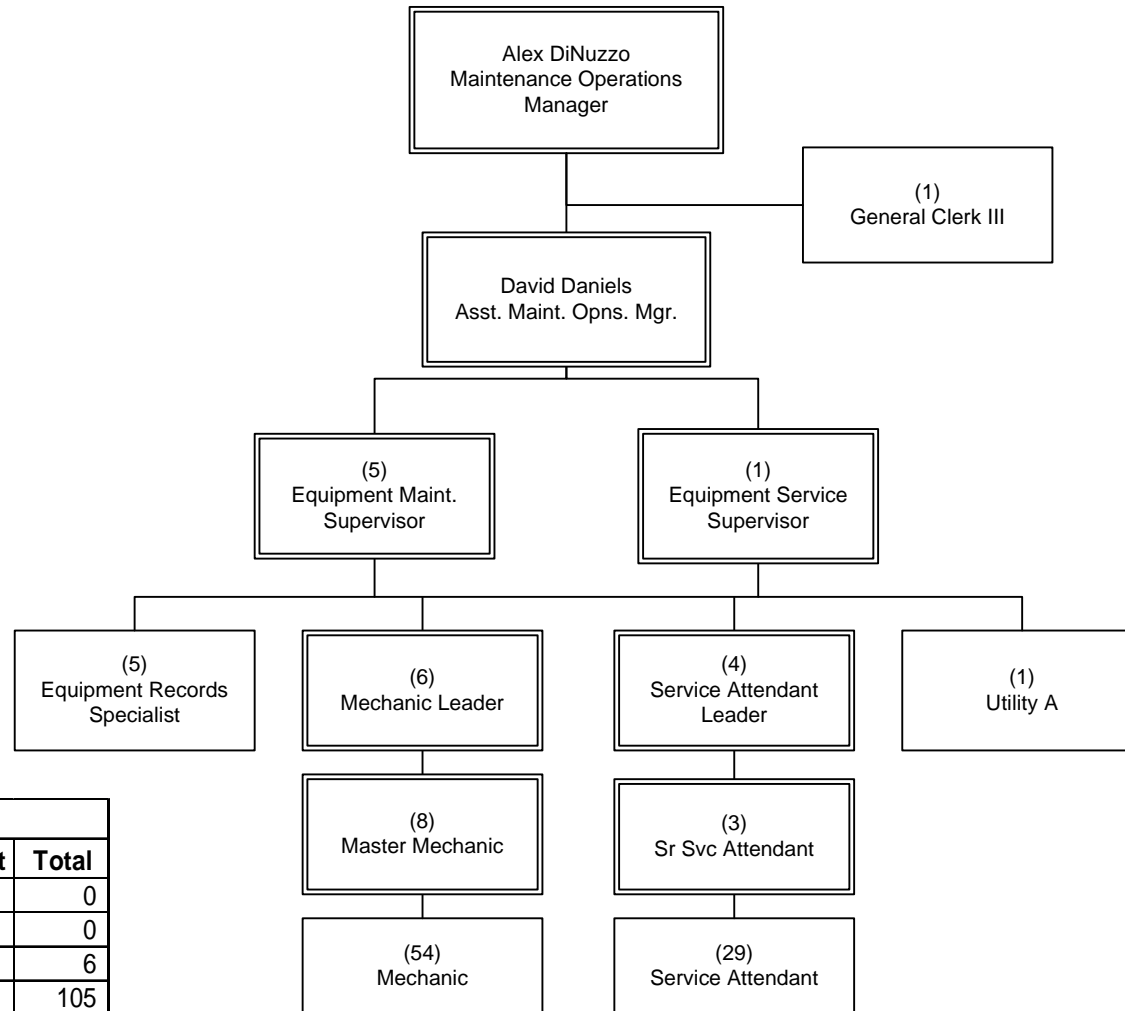 Alex DiNuzzo
Maintenance Operations
Manager
(1)
General Clerk III
David Daniels
Asst. Maint. Opns. Mgr.
(5)
Equipment Maint.
Supervisor
(1)
Equipment Service
Supervisor
(5)
Equipment Records
Specialist
(6)
Mechanic Leader
(4)
Service Attendant
Leader
(1)
Utility A
(8)
Master Mechanic
(3)
Sr Svc Attendant
(54)
Mechanic
(29)
Service Attendant
t Total
0
0
6
105